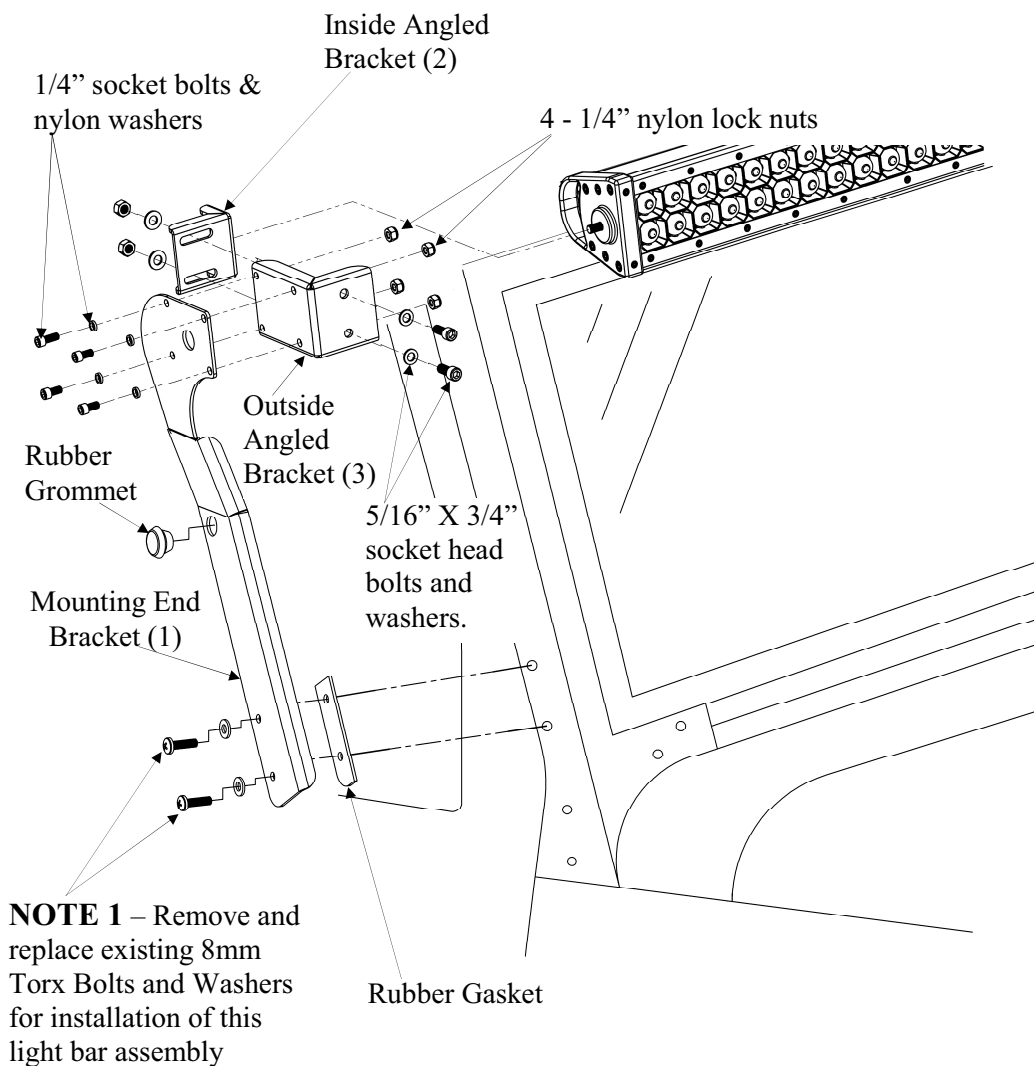 Inside Angled
Bracket (2)
1/4” socket bolts &
nylon washers
4 - 1/4” nylon lock nuts
Outside
Angled
Bracket (3)
Rubber
Grommet
5/16” X 3/4”
socket head
bolts and
washers.
Mounting End
Bracket (1)
NOTE 1 – Remove and
replace existing 8mm
Torx Bolts and Washers
for installation of this
light bar assembly
Rubber Gasket